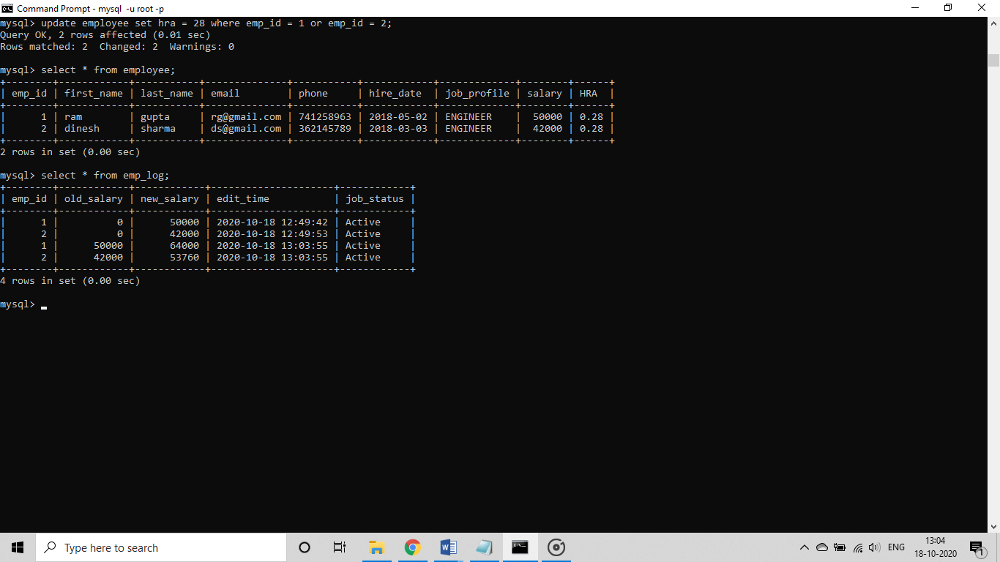 Command Prompt - mysql -u root -p
mysql> update employee set hra = 28 where emp_id = 1 or emp_id = 2;
Query OK, 2 rows affected (0.01 sec)
Rows matched: 2  Changed: 2  Warnings: 0
mysql> select * from employee;
+--------+------------+-----------+--------------+-----------+------------+-------------+--------+------+
| emp_id | first_name | last_name | email        | phone     | hire_date  | job_profile | salary | HRA  |
+--------+------------+-----------+--------------+-----------+------------+-------------+--------+------+
|      1 | ram        | gupta     | rg@gmail.com | 741258963 | 2018-05-02 | ENGINEER    |  50000 | 0.28 |
|      2 | dinesh     | sharma    | ds@gmail.com | 362145789 | 2018-03-03 | ENGINEER    |  42000 | 0.28 |
+--------+------------+-----------+--------------+-----------+------------+-------------+--------+------+
2 rows in set (0.00 sec)
mysql> select * from emp_log;
+--------+------------+------------+---------------------+------------+
| emp_id | old_salary | new_salary | edit_time           | job_status |
+--------+------------+------------+---------------------+------------+
|      1 |          0 |      50000 | 2020-10-18 12:49:42 | Active     |
|      2 |          0 |      42000 | 2020-10-18 12:49:53 | Active     |
|      1 |      50000 |      64000 | 2020-10-18 13:03:55 | Active     |
|      2 |      42000 |      53760 | 2020-10-18 13:03:55 | Active     |
+--------+------------+------------+---------------------+------------+
4 rows in set (0.00 sec)
mysql>
Type here to search
ENG
13:04
18-10-2020
1